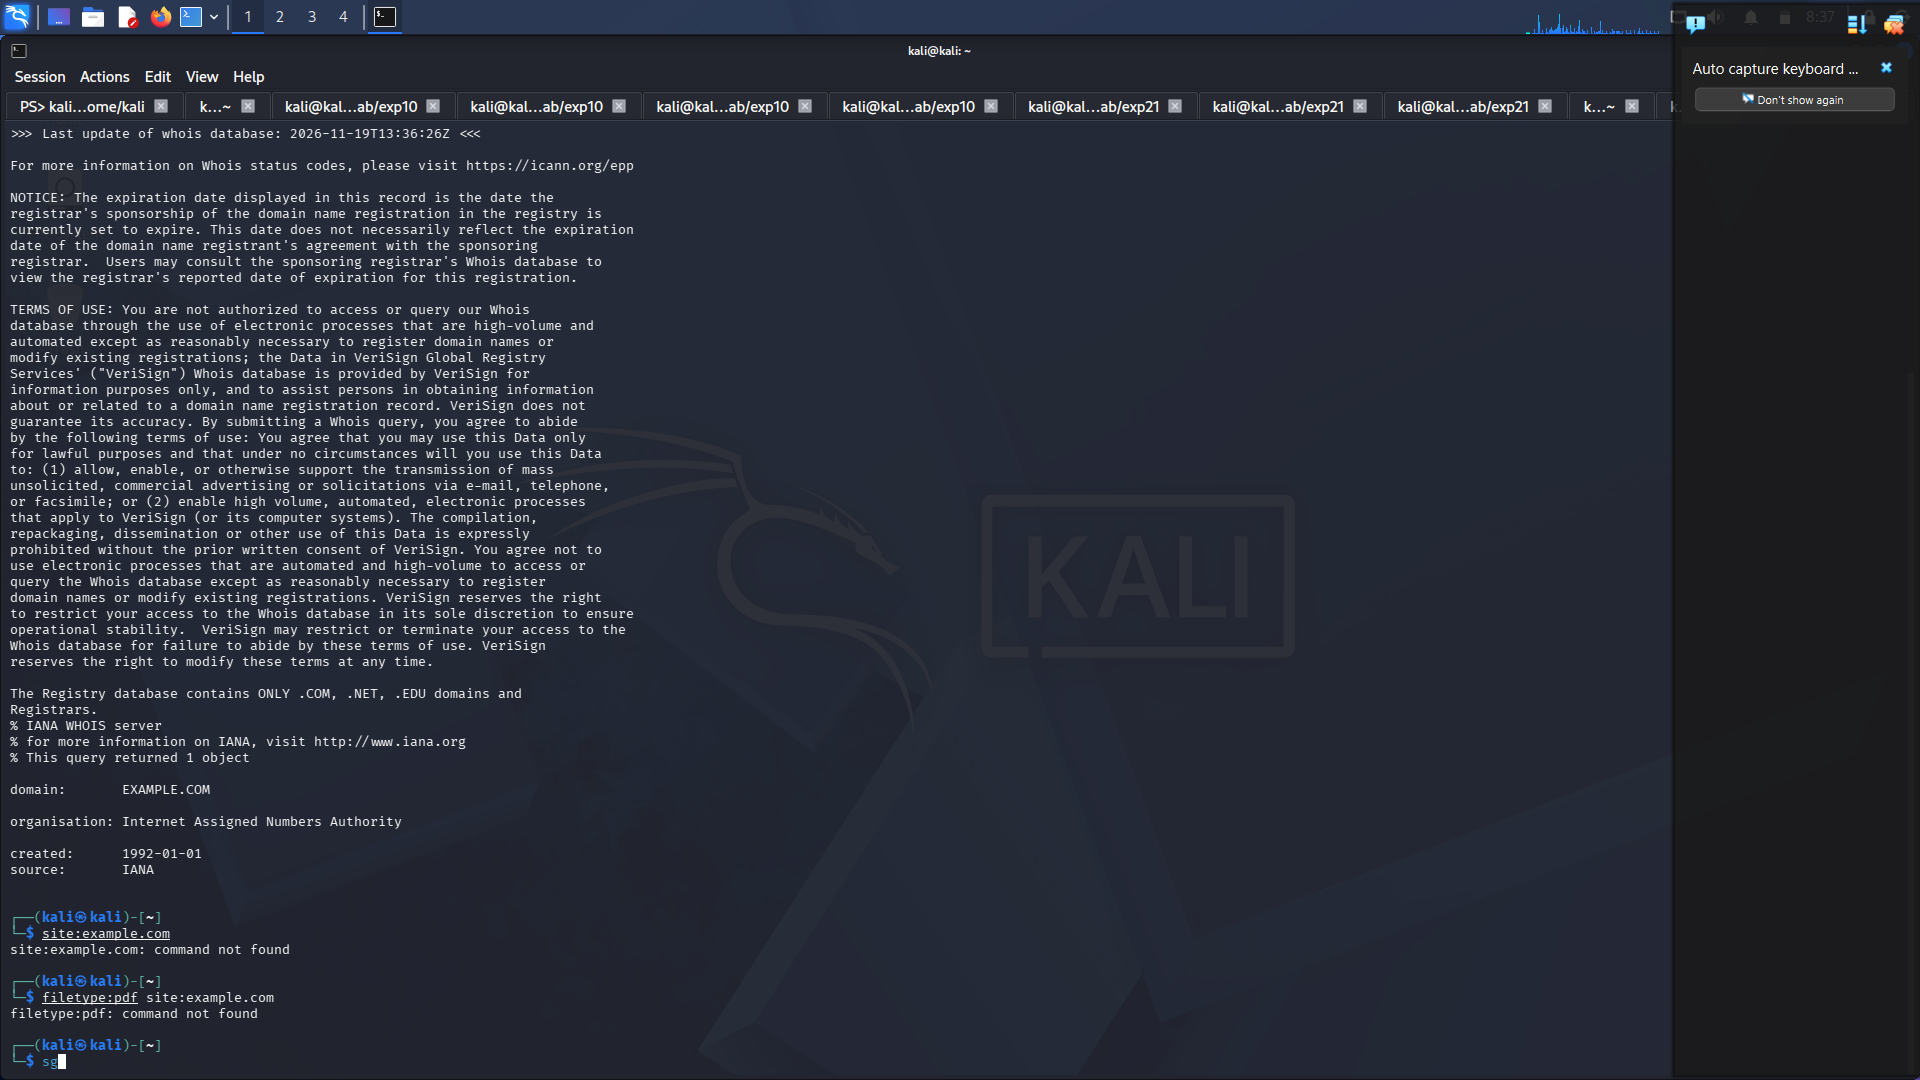 1
2
3
4
8:37
kali@kali: ~
Session Actions Edit View Help
Auto capture keyboard ...
Don't show again
PS> kali...ome/kali
k...~
kali@kal...ab/exp10
kali@kal...ab/exp10
kali@kal...ab/exp10
kali@kal...ab/exp10
kali@kal...ab/exp21
kali@kal...ab/exp21
kali@kal...ab/exp21
k...~
>>> Last update of whois database: 2026-11-19T13:36:26Z <<<
For more information on Whois status codes, please visit https://icann.org/epp
NOTICE: The expiration date displayed in this record is the date the
registrar's sponsorship of the domain name registration in the registry is
currently set to expire. This date does not necessarily reflect the expiration
date of the domain name registrant's agreement with the sponsoring
registrar.  Users may consult the sponsoring registrar's Whois database to
view the registrar's reported date of expiration for this registration.
TERMS OF USE: You are not authorized to access or query our Whois
database through the use of electronic processes that are high-volume and
automated except as reasonably necessary to register domain names or
modify existing registrations; the Data in VeriSign Global Registry
Services' ("VeriSign") Whois database is provided by VeriSign for
information purposes only, and to assist persons in obtaining information
about or related to a domain name registration record. VeriSign does not
guarantee its accuracy. By submitting a Whois query, you agree to abide
by the following terms of use: You agree that you may use this Data only
for lawful purposes and that under no circumstances will you use this Data
to: (1) allow, enable, or otherwise support the transmission of mass
unsolicited, commercial advertising or solicitations via e-mail, telephone,
or facsimile; or (2) enable high volume, automated, electronic processes
that apply to VeriSign (or its computer systems). The compilation,
repackaging, dissemination or other use of this Data is expressly
prohibited without the prior written consent of VeriSign. You agree not to
use electronic processes that are automated and high-volume to access or
query the Whois database except as reasonably necessary to register
domain names or modify existing registrations. VeriSign reserves the right
to restrict your access to the Whois database in its sole discretion to ensure
operational stability.  VeriSign may restrict or terminate your access to the
Whois database for failure to abide by these terms of use. VeriSign
reserves the right to modify these terms at any time.
The Registry database contains ONLY .COM, .NET, .EDU domains and
Registrars.
% IANA WHOIS server
% for more information on IANA, visit http://www.iana.org
% This query returned 1 object
domain:       EXAMPLE.COM
organisation: Internet Assigned Numbers Authority
created:      1992-01-01
source:       IANA
┌──(kali㉿kali)-[~]
└─$ site:example.com
site:example.com: command not found
┌──(kali㉿kali)-[~]
└─$ filetype:pdf site:example.com
filetype:pdf: command not found
┌──(kali㉿kali)-[~]
└─$ sg
KALI